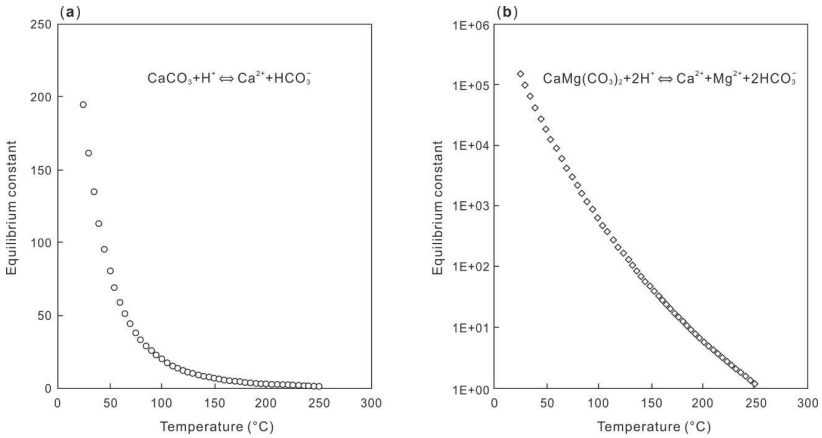 (a)
250
200
150
100
50
0
Equilibrium constant
CaCO₃+H⁺⇔Ca²⁺+HCO₃⁻
0 50 100 150 200 250 300
Temperature (°C)
(b)
1E+06
1E+05
1E+04
1E+03
1E+02
1E+01
1E+00
Equilibrium constant
CaMg(CO₃)₂+2H⁺⇔Ca²⁺+Mg²⁺+2HCO₃⁻
0 50 100 150 200 250 300
Temperature (°C)